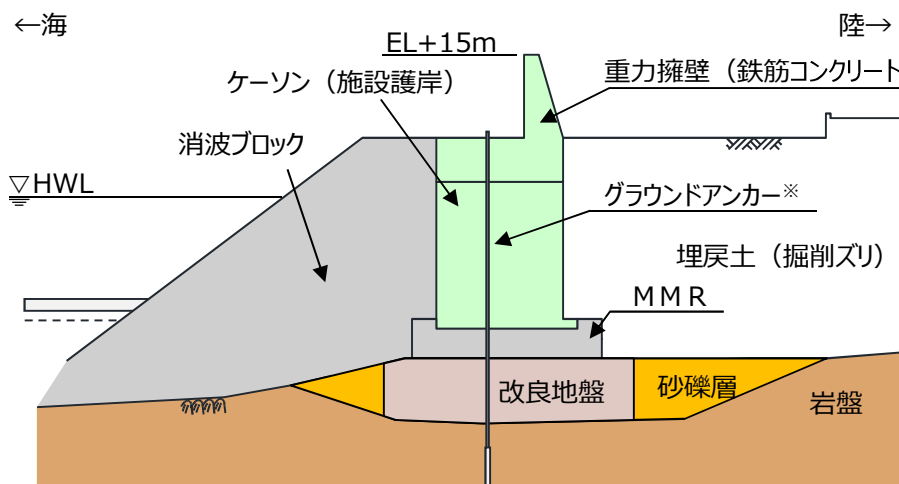 ←海
陸→
EL+15m
重力擁壁（鉄筋コンクリート
ケーソン（施設護岸）
消波ブロック
▽HWL
グラウンドアンカー※
埋戻土（掘削ズリ）
ＭＭＲ
改良地盤
砂礫層
岩盤